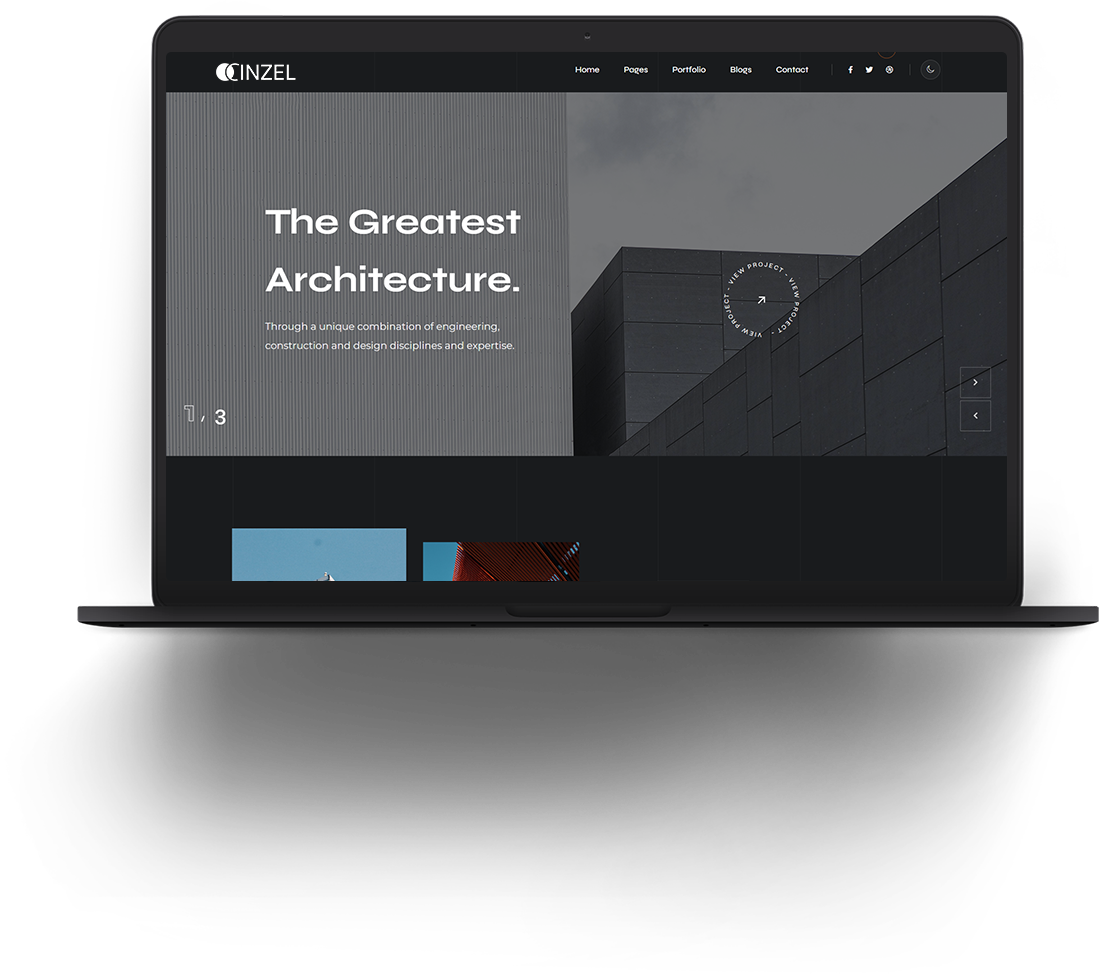 CINZEL
Home Pages Portfolio Blogs Contact
The Greatest
Architecture.
Through a unique combination of engineering,
construction and design disciplines and expertise.
VIEW PROJECT - VIEW PROJECT - VIEW PROJECT -
1 / 3